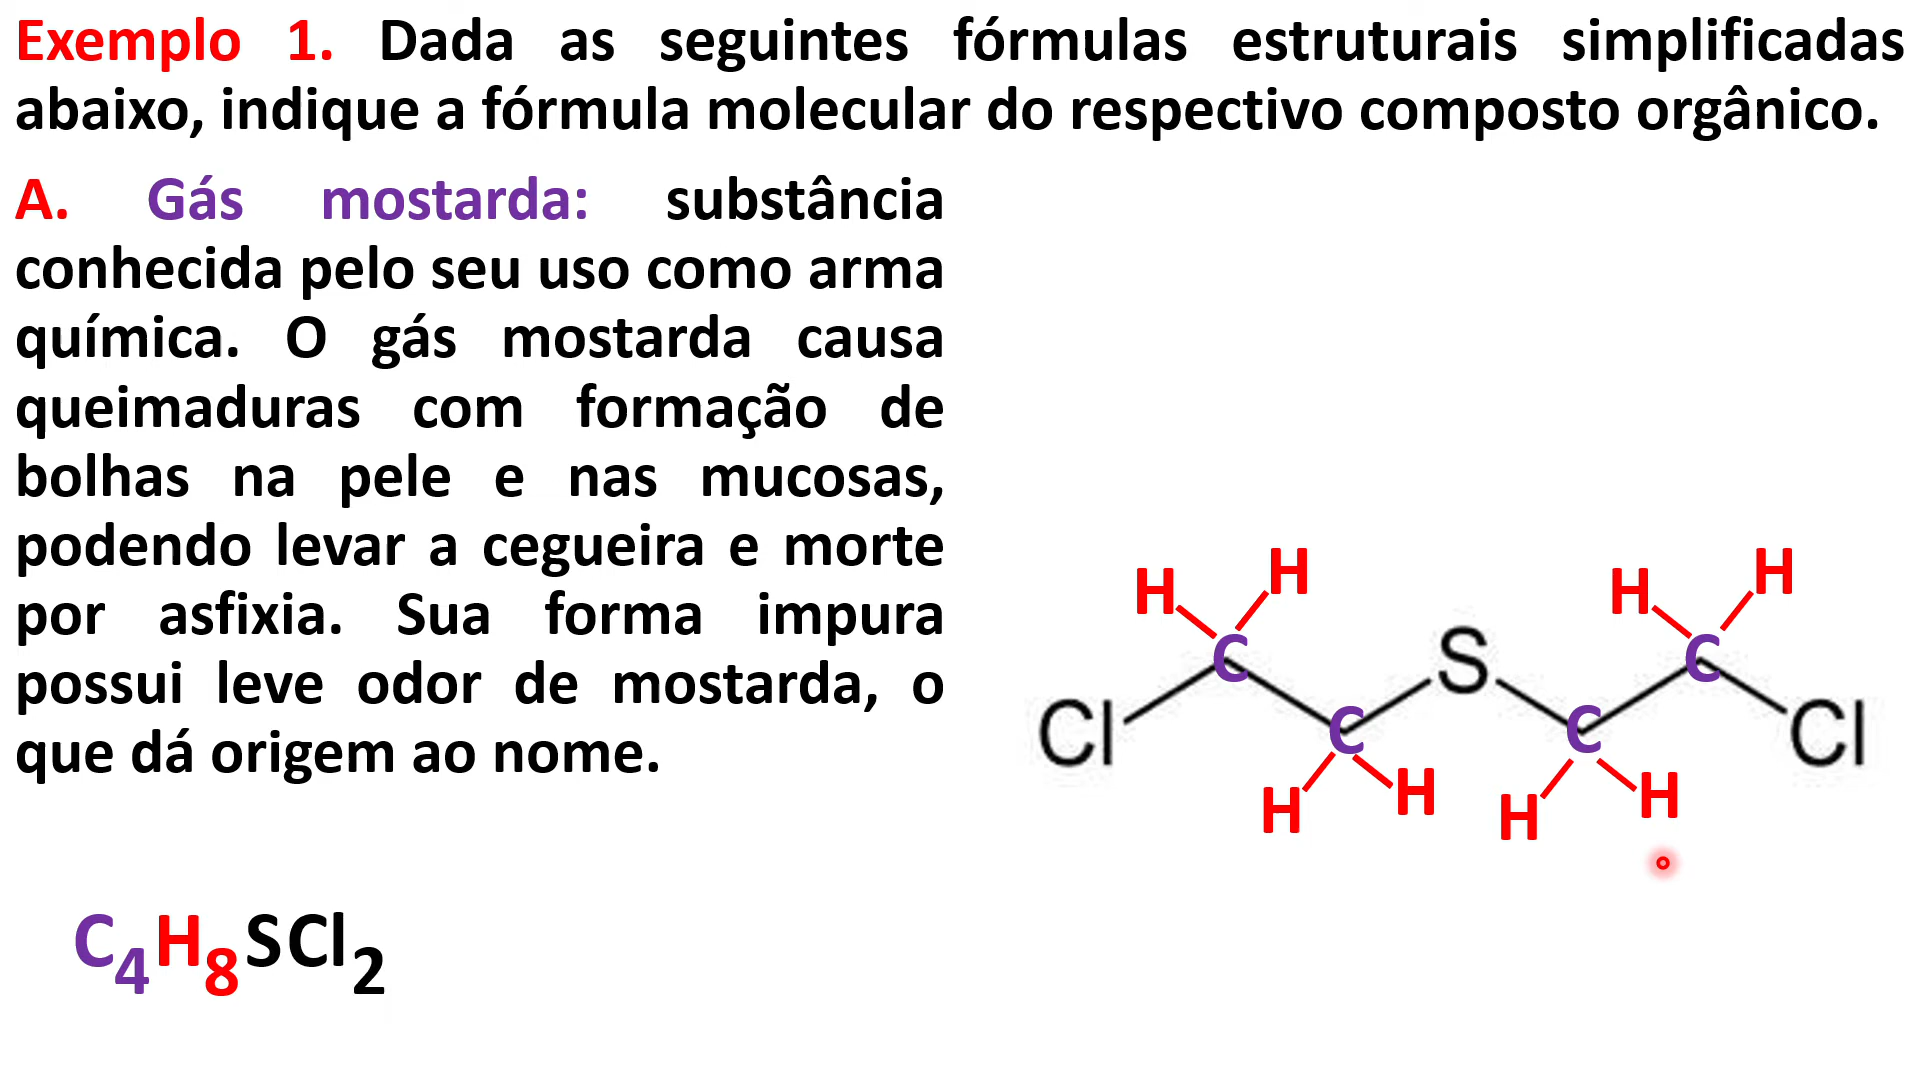 Exemplo 1. Dada as seguintes fórmulas estruturais simplificadas
abaixo, indique a fórmula molecular do respectivo composto orgânico.
A. Gás mostarda: substância
conhecida pelo seu uso como arma
química. O gás mostarda causa
queimaduras com formação de
bolhas na pele e nas mucosas,
podendo levar a cegueira e morte
por asfixia. Sua forma impura
possui leve odor de mostarda, o
que dá origem ao nome.
H H H H
C S C
Cl C C Cl
H H H H
C₄H₈SCl₂